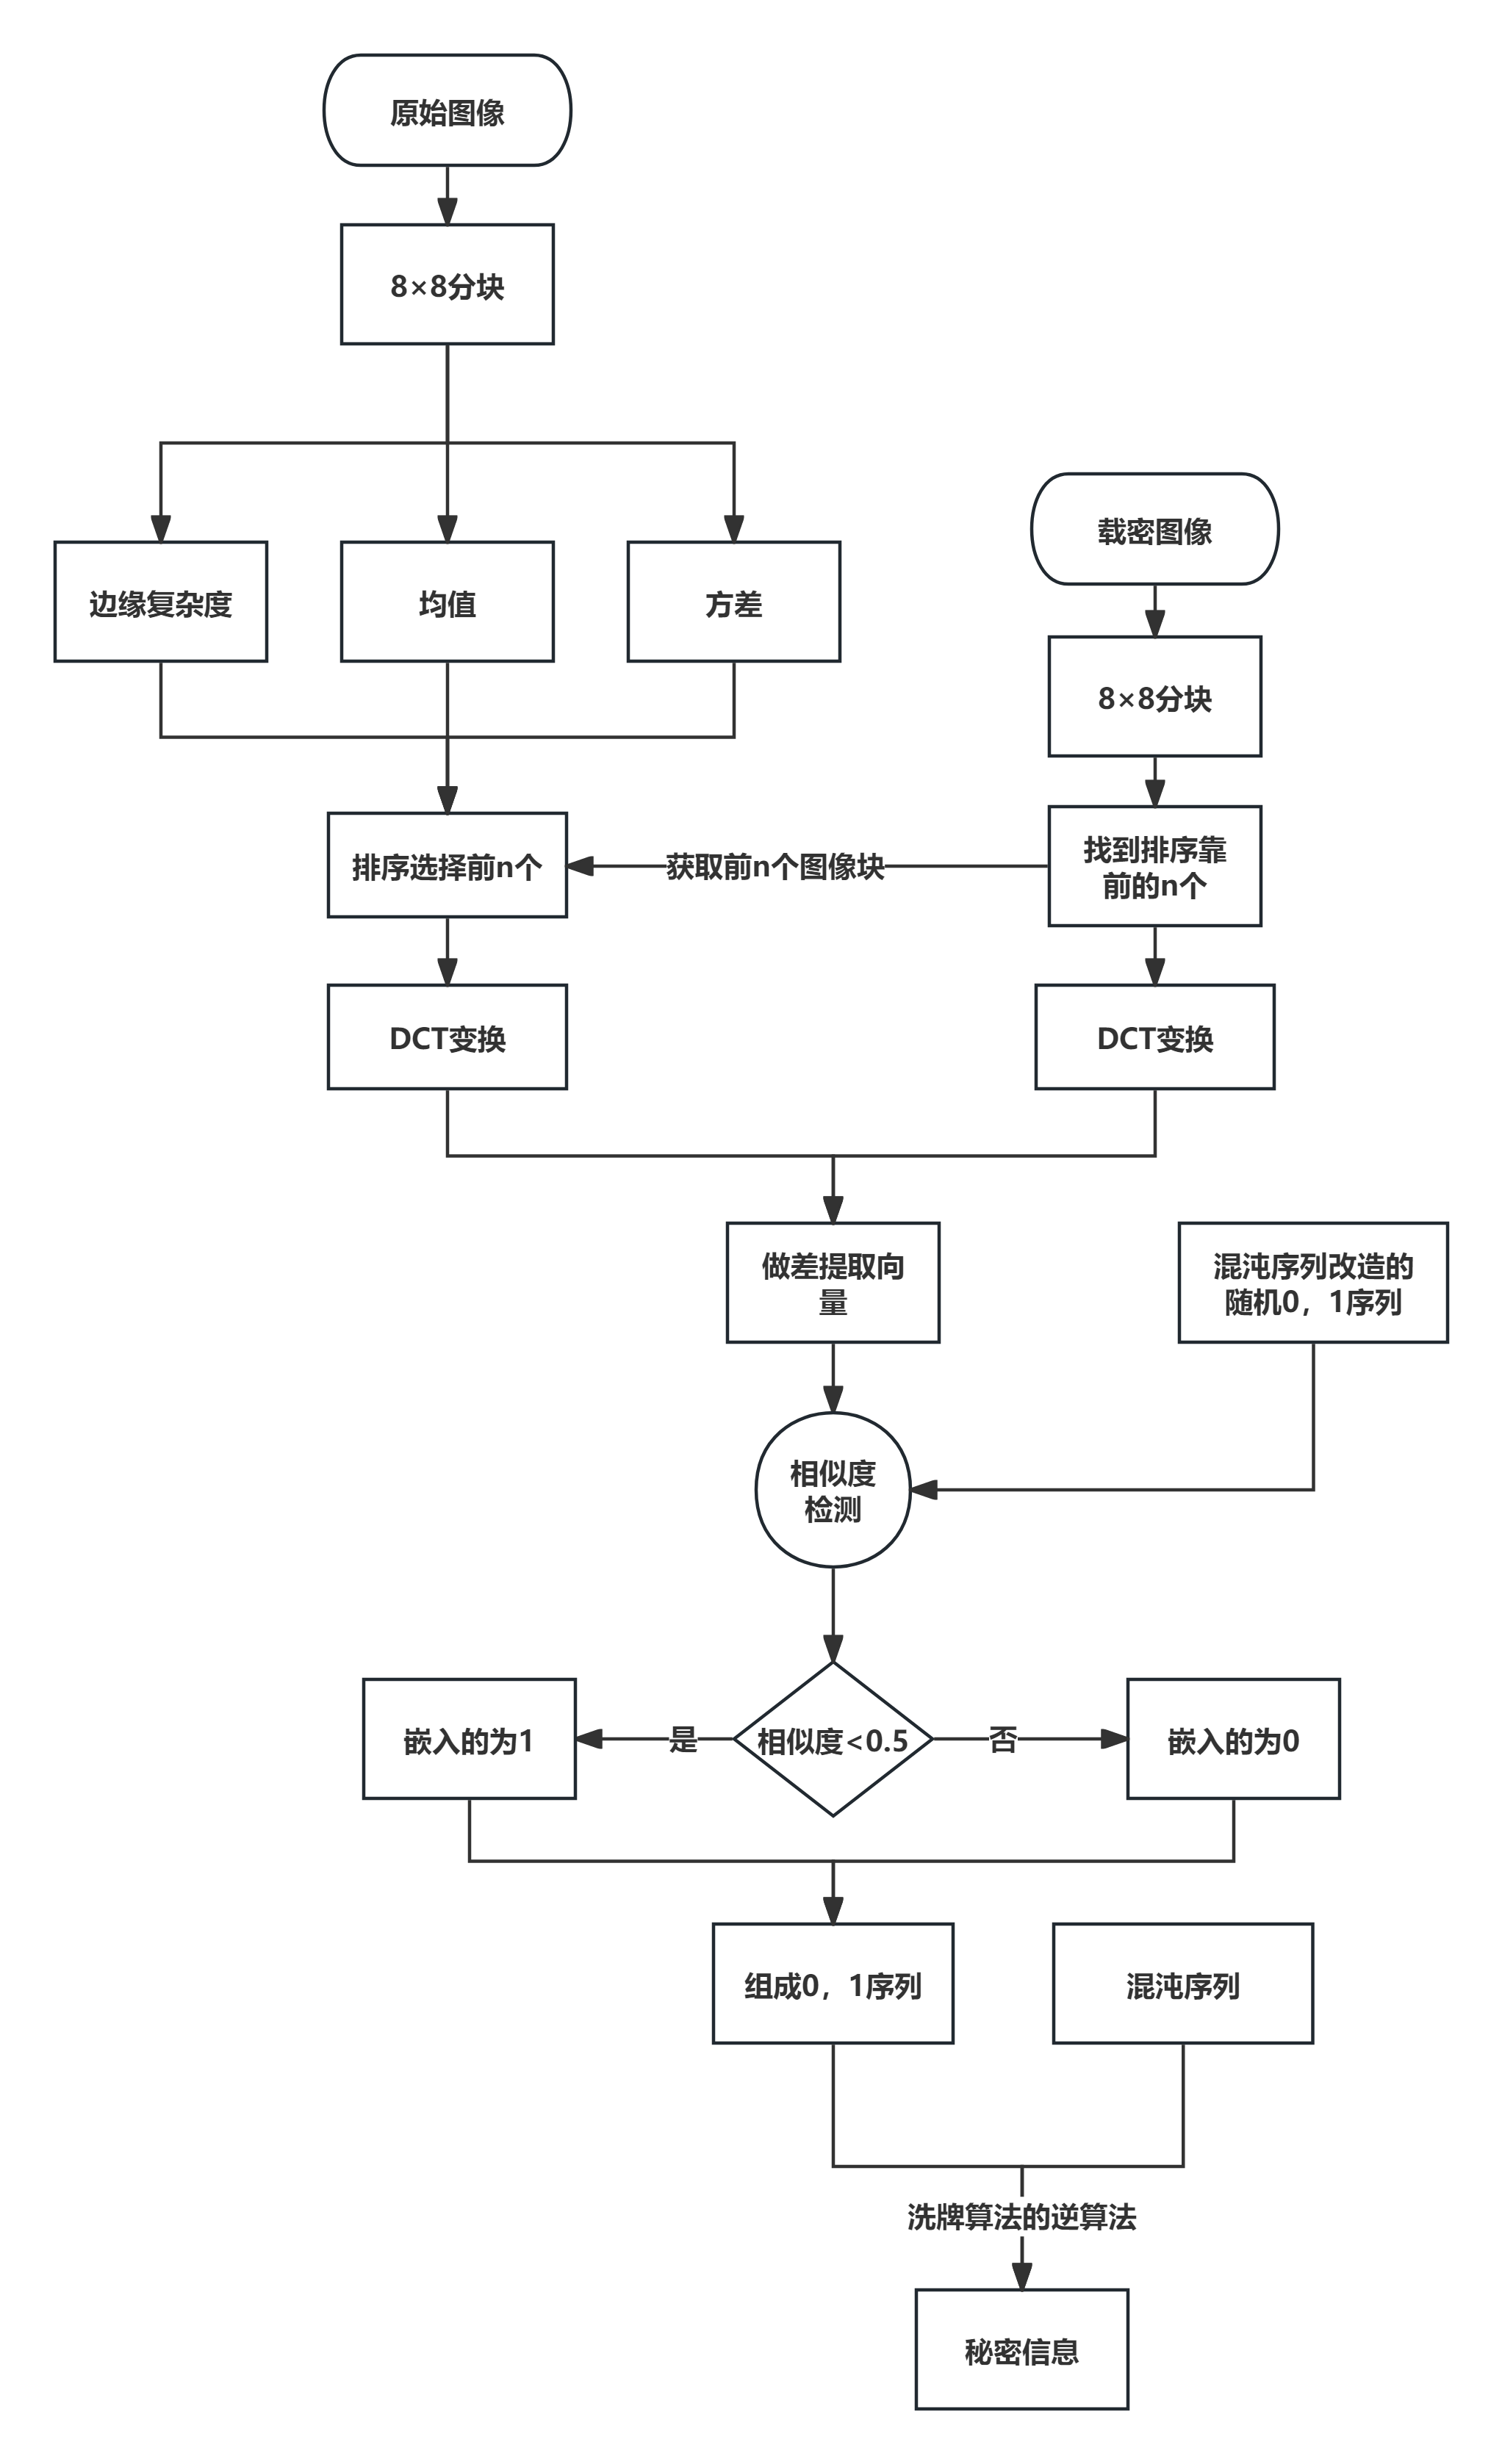 原始图像
8×8分块
边缘复杂度
均值
方差
载密图像
8×8分块
排序选择前n个
获取前n个图像块
找到排序靠
前的n个
DCT变换
DCT变换
做差提取向
量
混沌序列改造的
随机0，1序列
相似度
检测
嵌入的为1
是
相似度<0.5
否
嵌入的为0
组成0，1序列
混沌序列
洗牌算法的逆算法
秘密信息